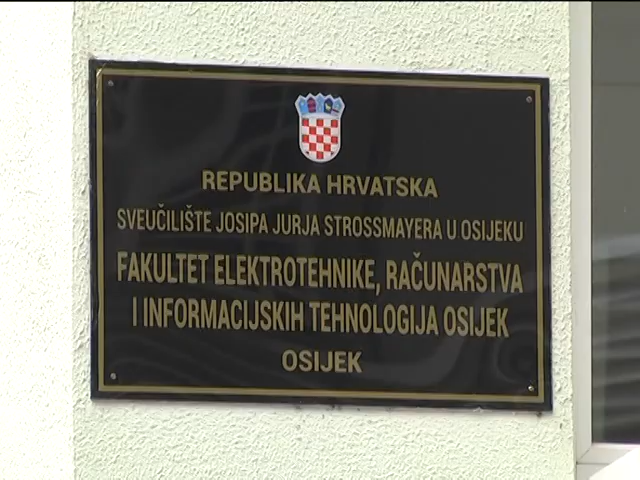 REPUBLIKA HRVATSKA
SVEUČILIŠTE JOSIPA JURJA STROSSMAYERA U OSIJEKU
FAKULTET ELEKTROTEHNIKE, RAČUNARSTVA
I INFORMACIJSKIH TEHNOLOGIJA OSIJEK
OSIJEK